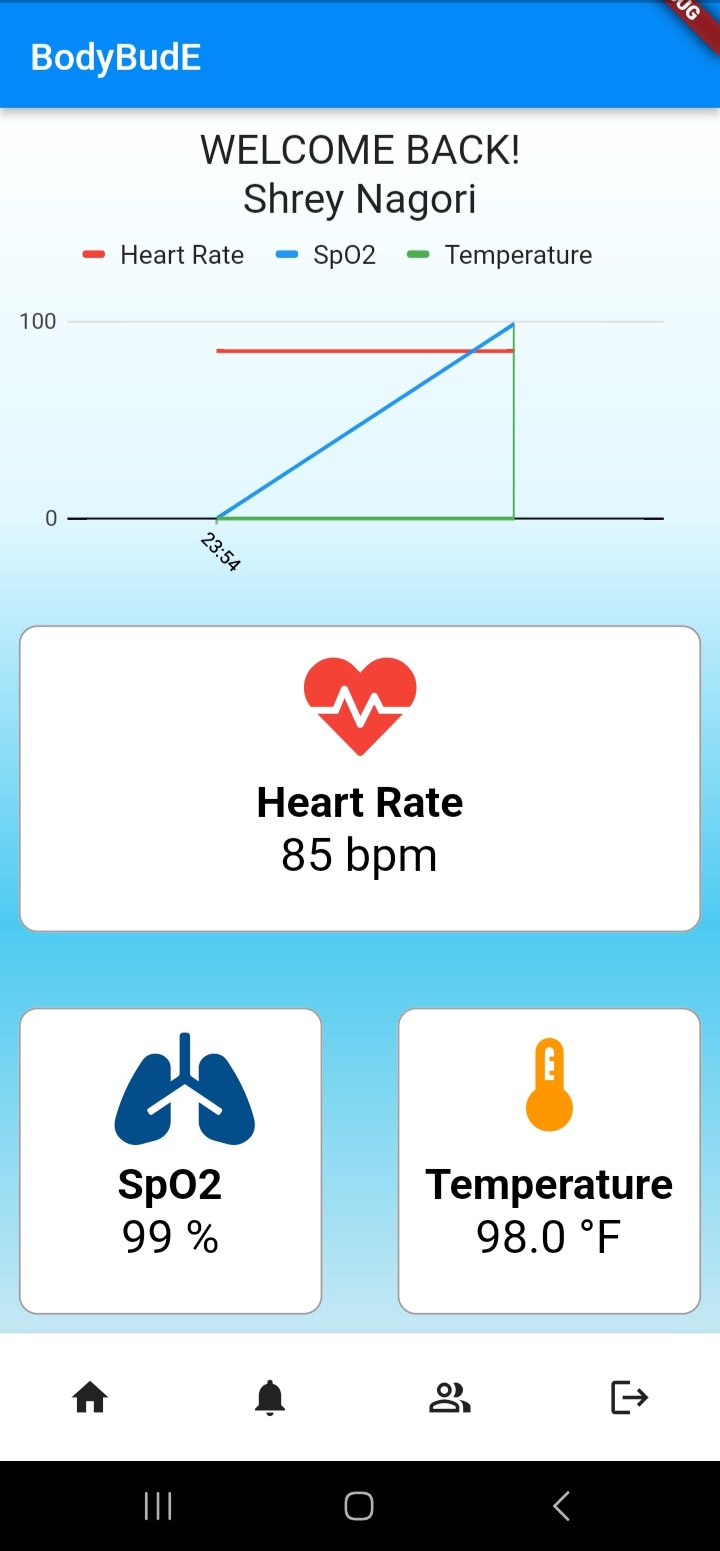 BodyBudE
WELCOME BACK!
Shrey Nagori
Heart Rate SpO2 Temperature
100
0
23:54
Heart Rate
85 bpm
SpO2 Temperature
99 % 98.0 °F